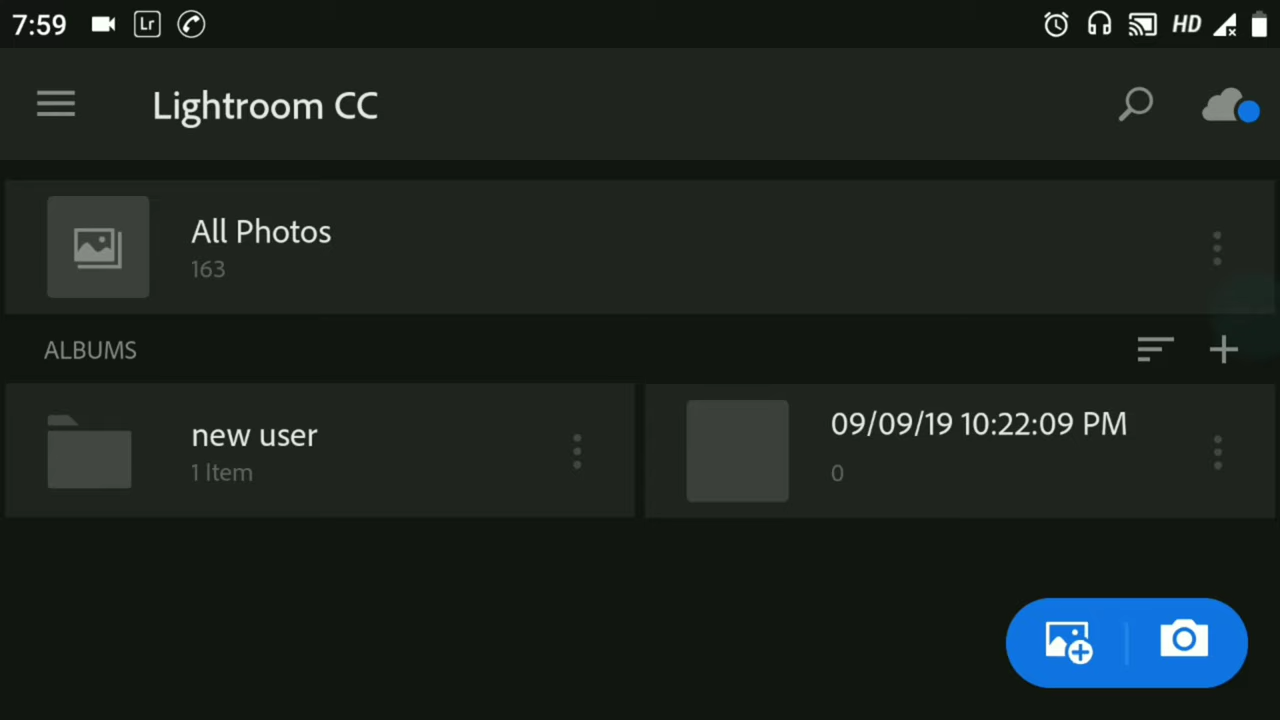 7:59 Lr HD
Lightroom CC
All Photos
163
ALBUMS
new user
1 Item
09/09/19 10:22:09 PM
0